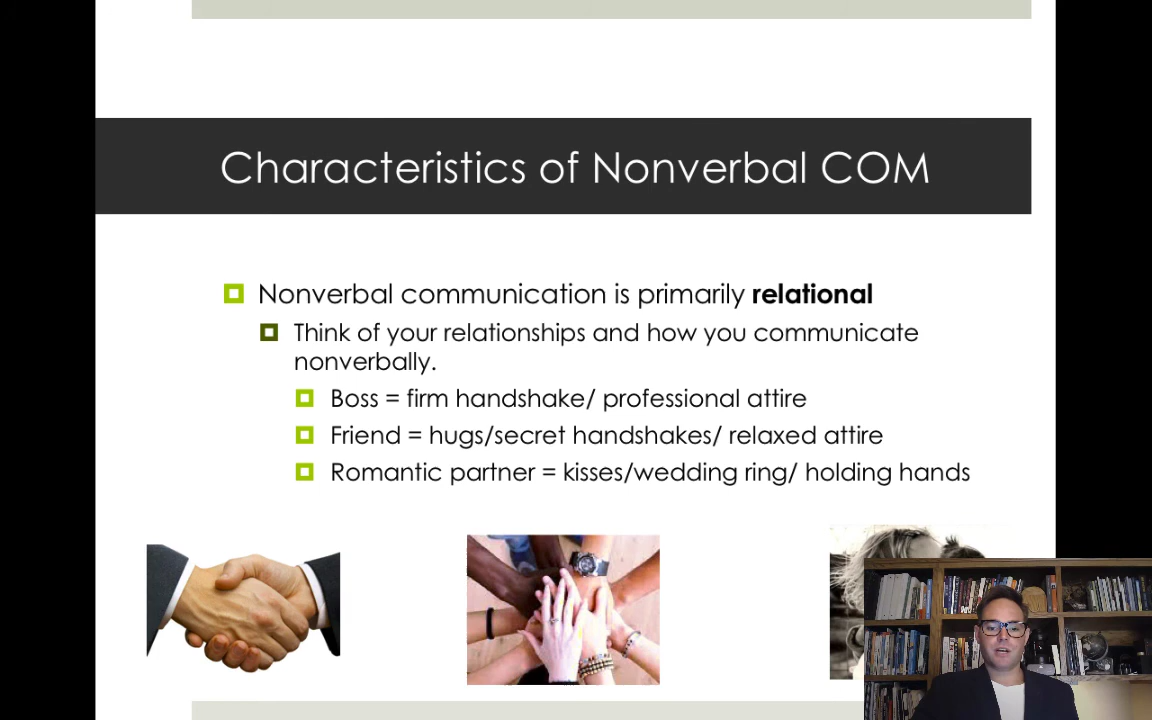 Characteristics of Nonverbal COM
Nonverbal communication is primarily relational
Think of your relationships and how you communicate
nonverbally.
Boss = firm handshake/ professional attire
Friend = hugs/secret handshakes/ relaxed attire
Romantic partner = kisses/wedding ring/ holding hands